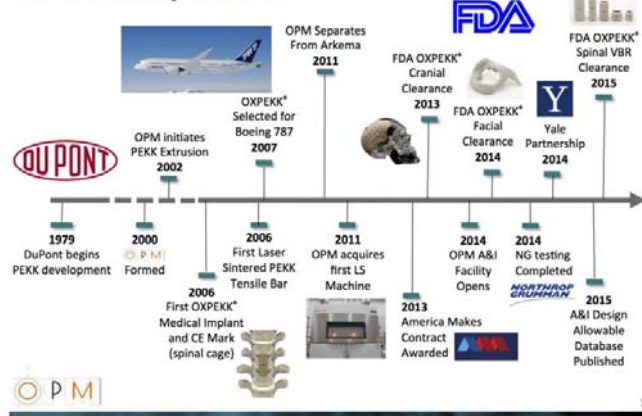 FDA
OPM Separates
From Arkema
2011
FDA OXPEKK®
Spinal VBR
Clearance
2015
FDA OXPEKK®
Cranial
Clearance
2013
FDA OXPEKK®
Facial
Clearance
2014
Y
Yale
Partnership
2014
OXPEKK®
Selected for
Boeing 787
2007
OPM initiates
PEKK Extrusion
2002
DU PONT
1979
DuPont begins
PEKK development
2000
OPM
Formed
2006
First OXPEKK®
Medical Implant
and CE Mark
(spinal cage)
2006
First Laser
Sintered PEKK
Tensile Bar
2011
OPM acquires
first LS
Machine
2013
America Makes
Contract
Awarded
2014
OPM A&I
Facility
Opens
2014
NG testing
Completed
NORTHROP
GRUMMAN
2015
A&I Design
Allowable
Database
Published
OPM